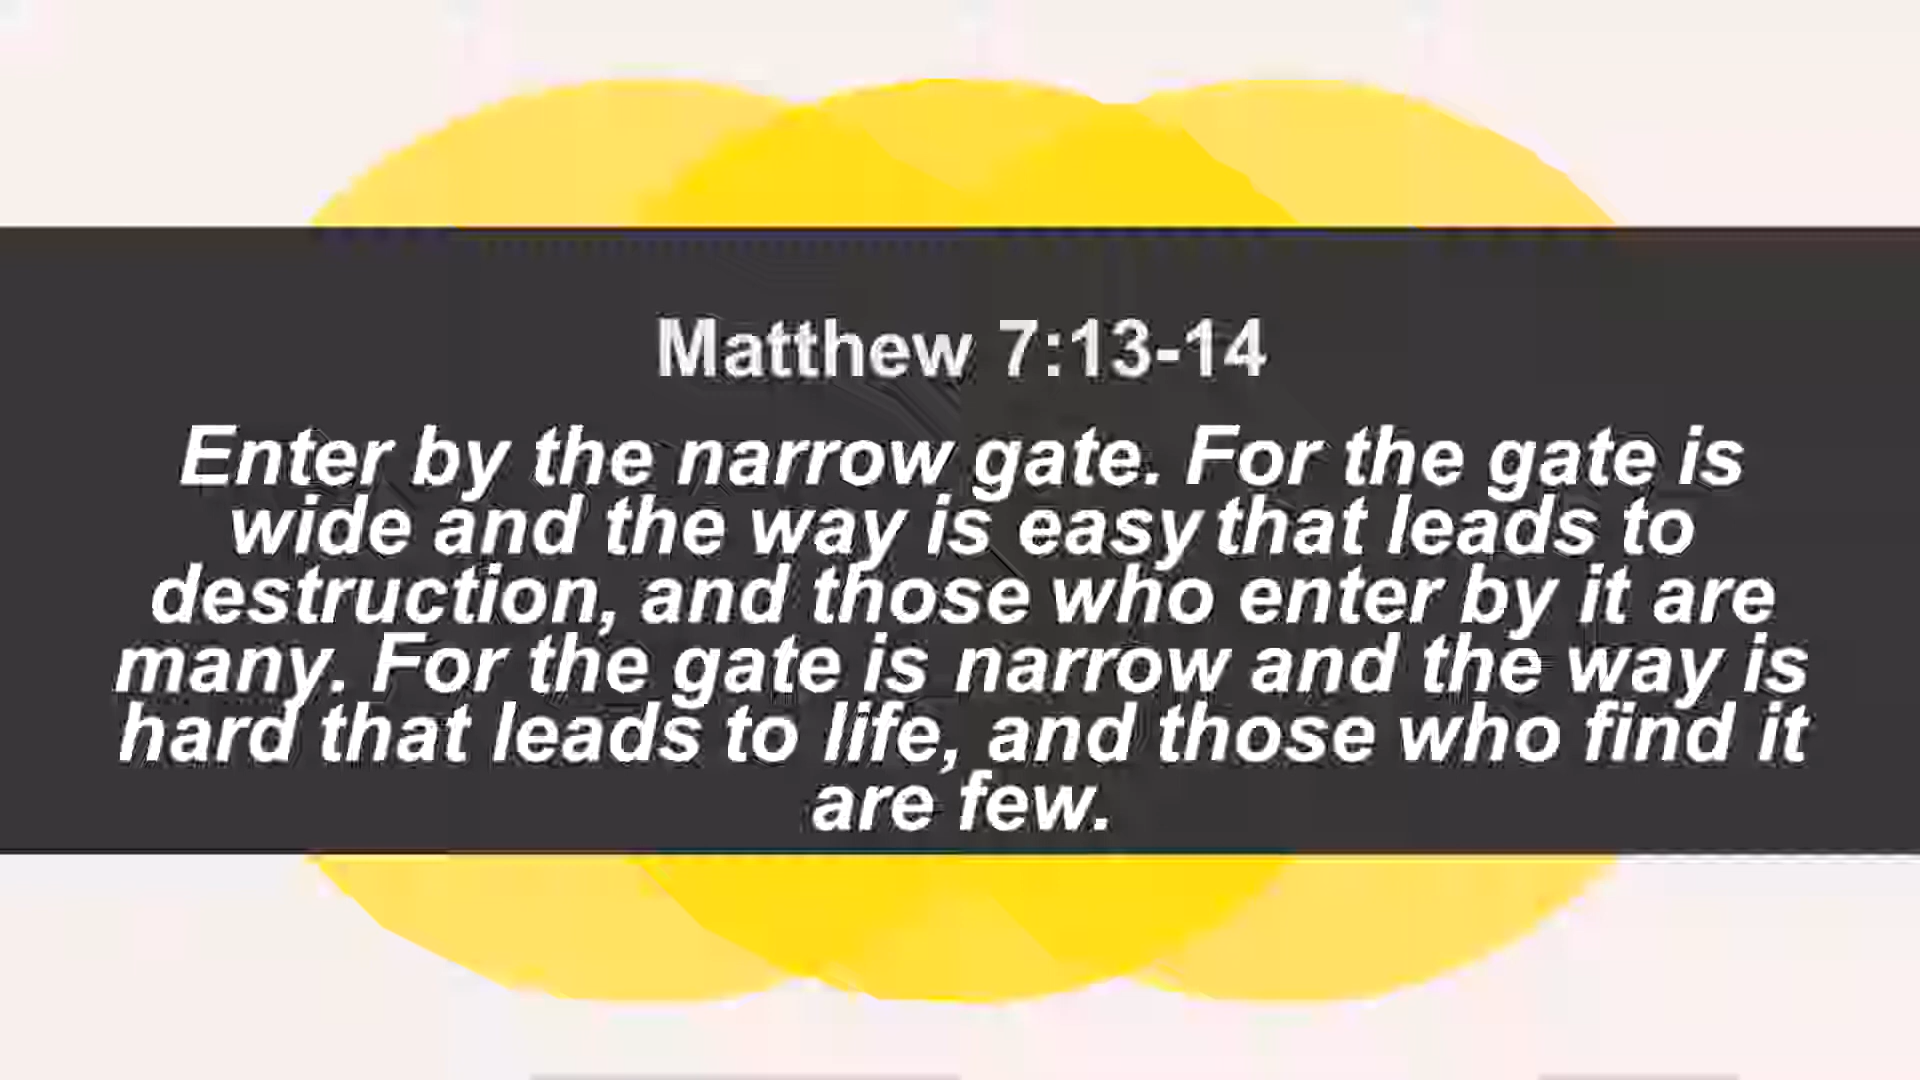 Matthew 7:13-14
Enter by the narrow gate. For the gate is
wide and the way is easy that leads to
destruction, and those who enter by it are
many. For the gate is narrow and the way is
hard that leads to life, and those who find it
are few.